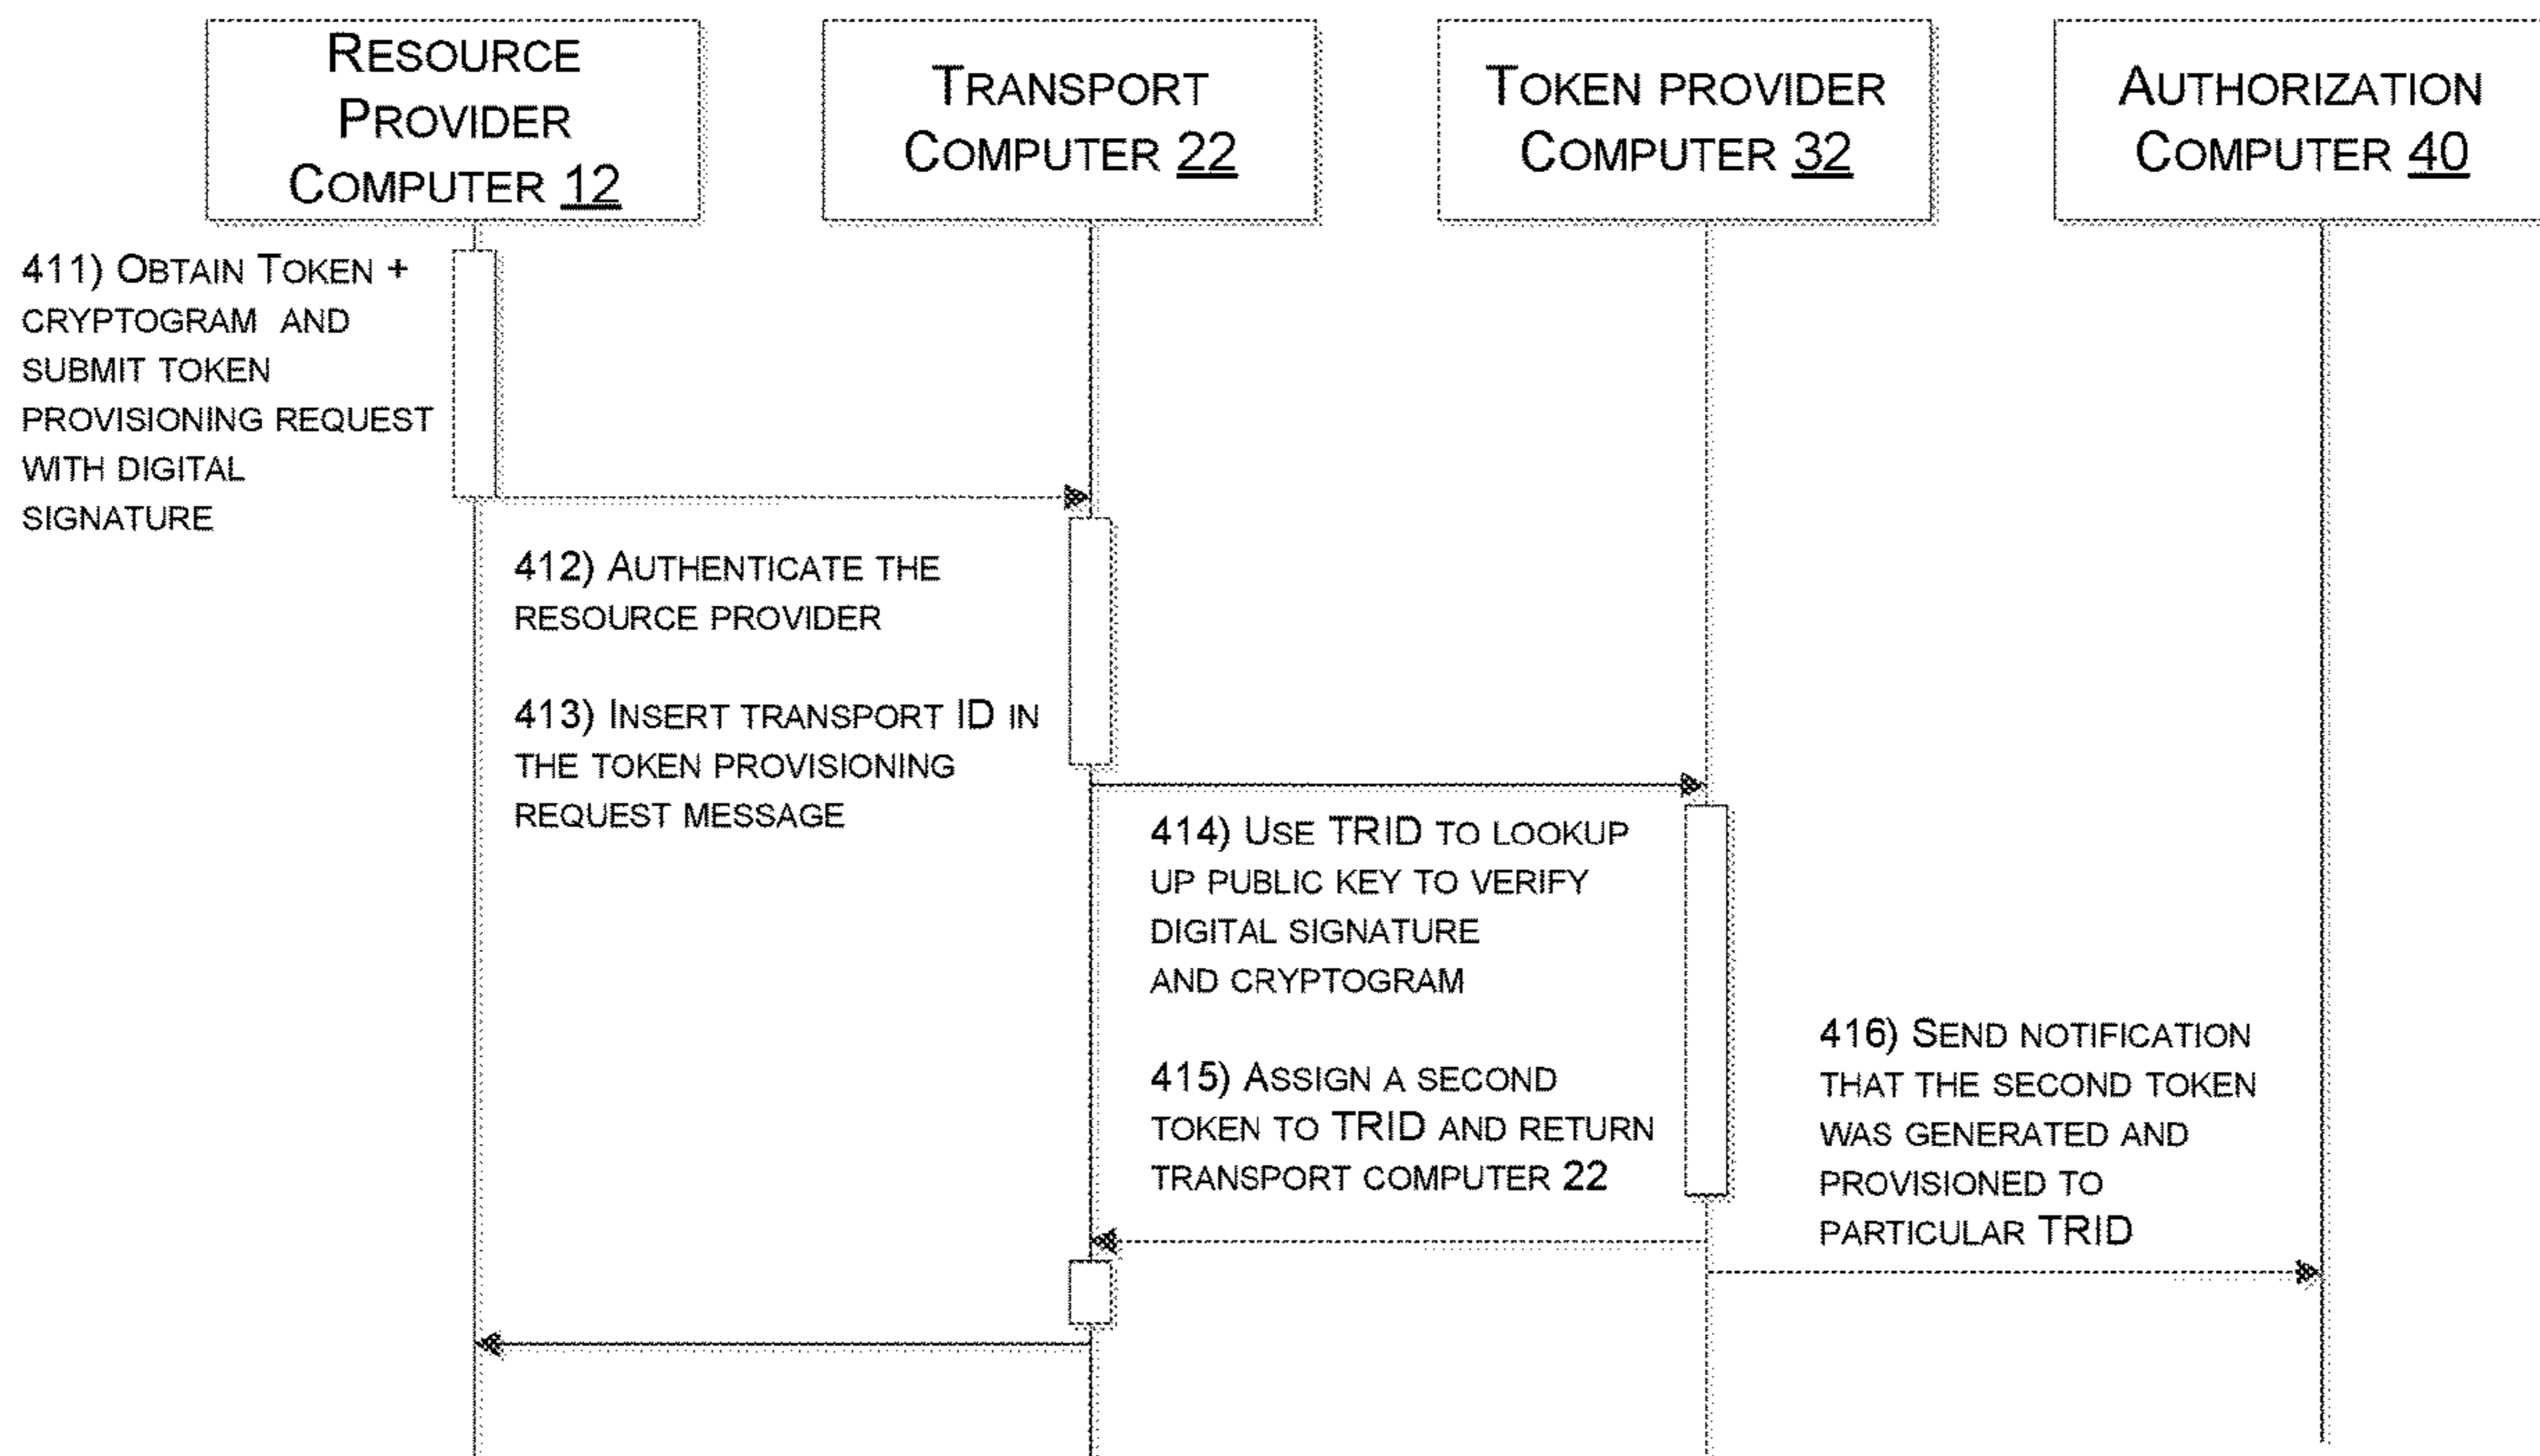 RESOURCE
PROVIDER
COMPUTER 12
TRANSPORT
COMPUTER 22
TOKEN PROVIDER
COMPUTER 32
AUTHORIZATION
COMPUTER 40
411) OBTAIN TOKEN +
CRYPTOGRAM AND
SUBMIT TOKEN
PROVISIONING REQUEST
WITH DIGITAL
SIGNATURE
412) AUTHENTICATE THE
RESOURCE PROVIDER
413) INSERT TRANSPORT ID IN
THE TOKEN PROVISIONING
REQUEST MESSAGE
414) USE TRID TO LOOKUP
UP PUBLIC KEY TO VERIFY
DIGITAL SIGNATURE
AND CRYPTOGRAM
415) ASSIGN A SECOND
TOKEN TO TRID AND RETURN
TRANSPORT COMPUTER 22
416) SEND NOTIFICATION
THAT THE SECOND TOKEN
WAS GENERATED AND
PROVISIONED TO
PARTICULAR TRID